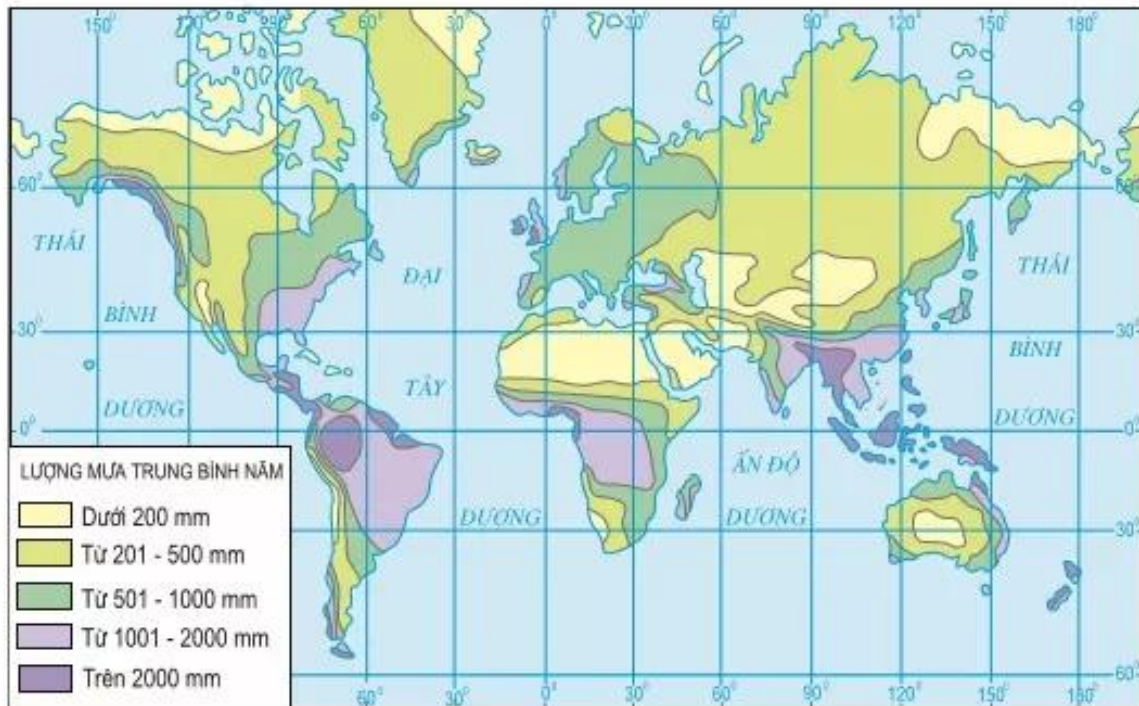 150° 120° 90° 60° 30° 0° 30° 60° 90° 120° 150° 180°
60° 60°
THÁI ĐẠI THÁI
BÌNH
30° 30°
BÌNH
TÂY
DƯƠNG DƯƠNG
0° 0°
ẤN ĐỘ
DƯƠNG DƯƠNG
30° 30°
60° 60°
LƯỢNG MƯA TRUNG BÌNH NĂM
Dưới 200 mm
Từ 201 - 500 mm
Từ 501 - 1000 mm
Từ 1001 - 2000 mm
Trên 2000 mm
60° 30° 0° 30° 60° 90° 120° 150° 180°